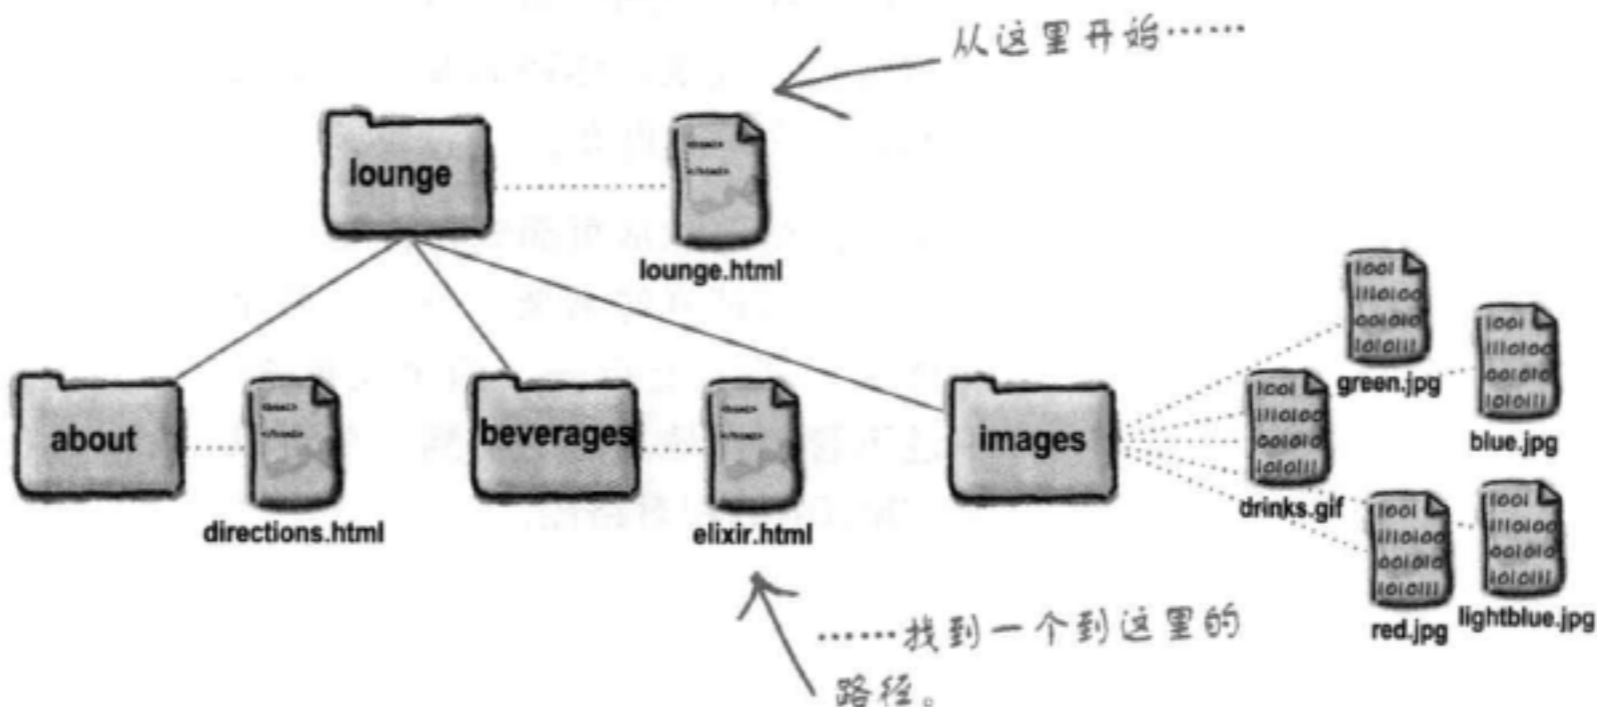 从这里开始……
lounge
lounge.html
about
directions.html
beverages
elixir.html
images
green.jpg
blue.jpg
drinks.gif
red.jpg
lightblue.jpg
……找到一个到这里的
路径。